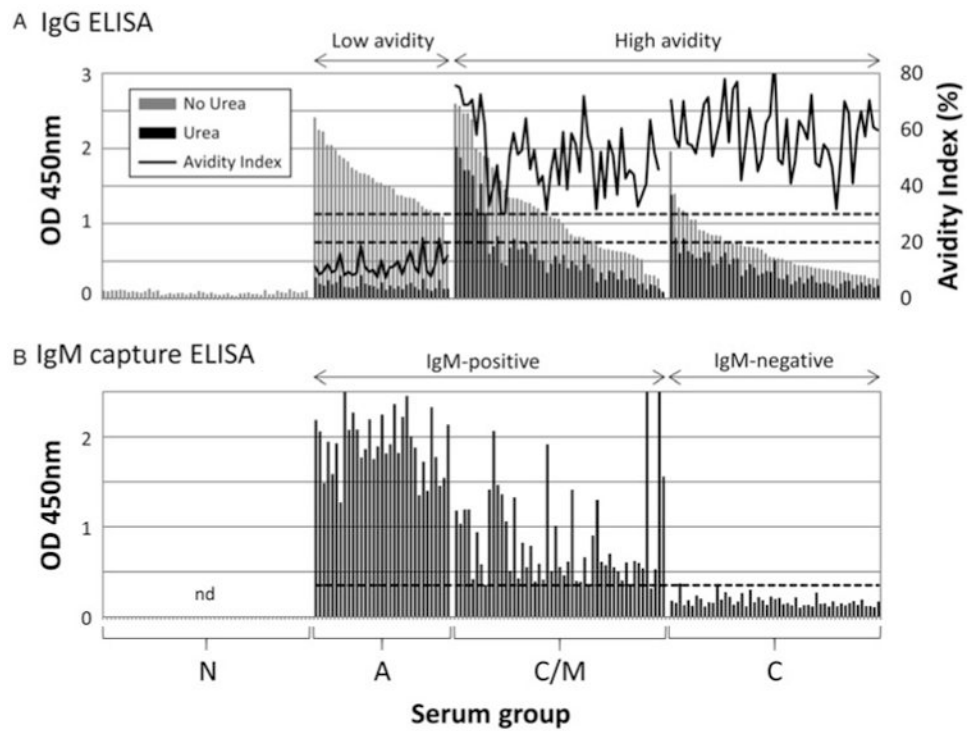 A IgG ELISA
Low avidity
High avidity
3
2
1
0
OD 450nm
No Urea
Urea
Avidity Index
80
60
40
20
0
Avidity Index (%)
B IgM capture ELISA
IgM-positive
IgM-negative
2
1
0
OD 450nm
nd
N
A
C/M
C
Serum group